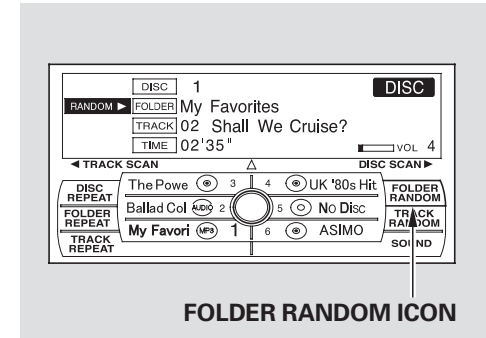 DISC 1 DISC
RANDOM ▶ FOLDER My Favorites
TRACK 02 Shall We Cruise?
TIME 02'35" VOL 4
◀ TRACK SCAN △ DISC SCAN ▶
DISC REPEAT The Powe 3 4 UK '80s Hit FOLDER RANDOM
FOLDER REPEAT Ballad Col AUDIO 2 5 No Disc TRACK RANDOM
TRACK REPEAT My Favori MP3 1 6 ASIMO SOUND
FOLDER RANDOM ICON